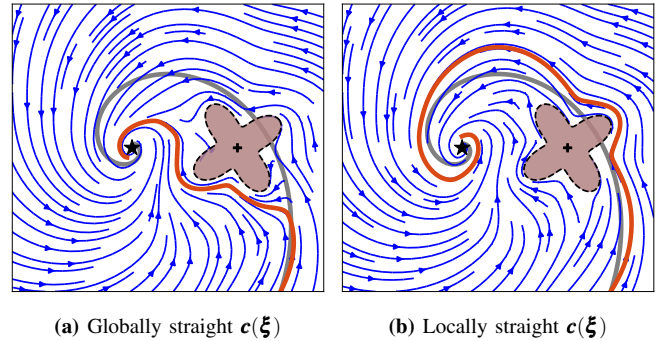 (a) Globally straight c(ξ)
(b) Locally straight c(ξ)